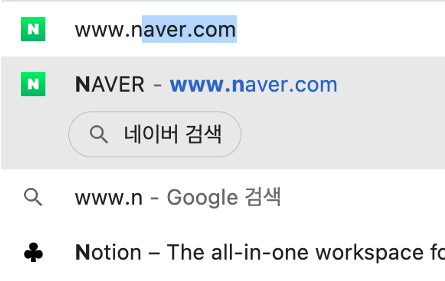 www.naver.com
NAVER - www.naver.com
네이버 검색
www.n - Google 검색
Notion – The all-in-one workspace fo